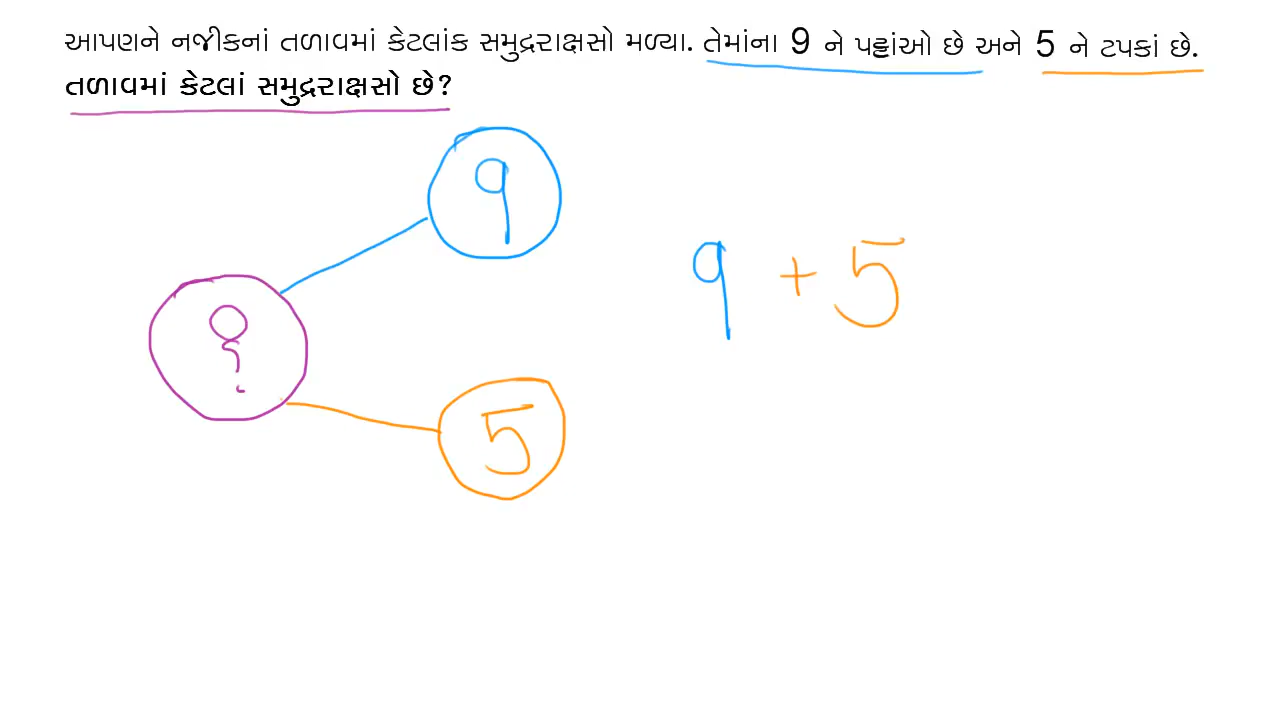 આપણને નજીકનાં તળાવમાં કેટલાંક સમુદ્રરાક્ષસો મળ્યા. તેમાંના 9 ને પટ્ટાંઓ છે અને 5 ને ટપકાં છે.
તળાવમાં કેટલાં સમુદ્રરાક્ષસો છે?
9
9 + 5
?
5